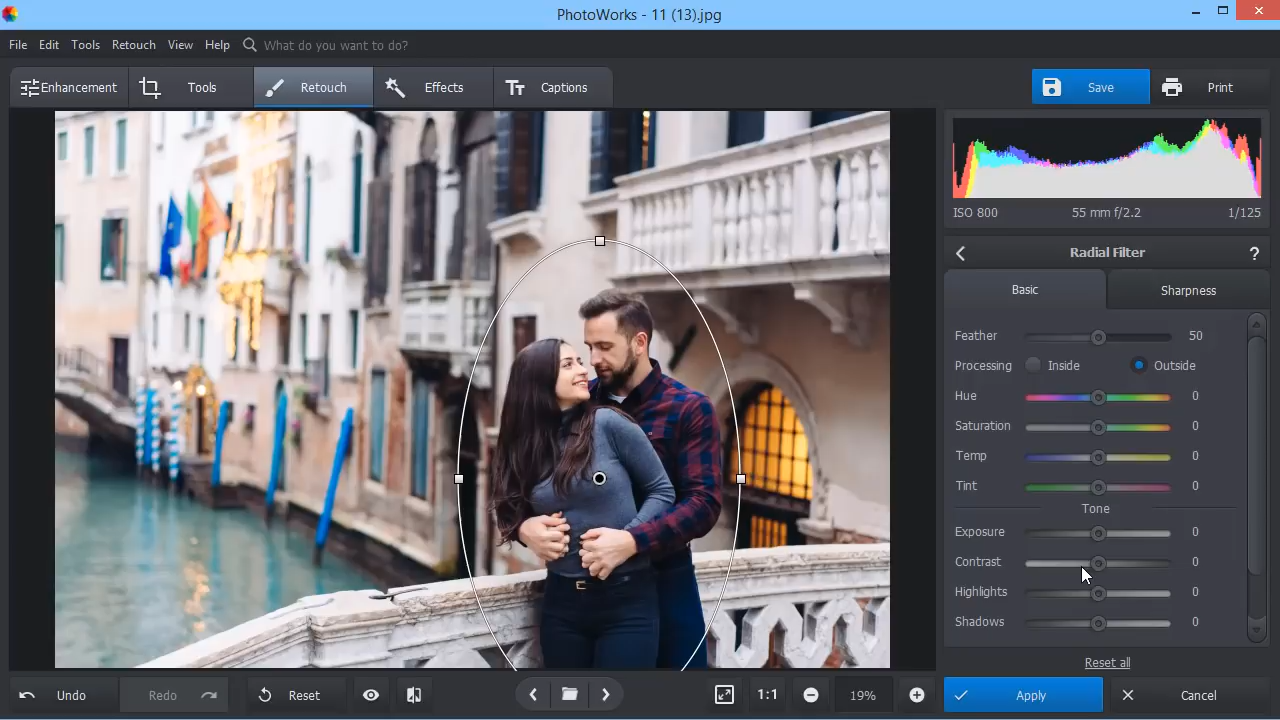 PhotoWorks - 11 (13).jpg
File Edit Tools Retouch View Help What do you want to do?
Enhancement Tools Retouch Effects Captions Save Print
ISO 800 55 mm f/2.2 1/125
Radial Filter ?
Basic Sharpness
Feather 50
Processing Inside Outside
Hue 0
Saturation 0
Temp 0
Tint 0
Tone
Exposure 0
Contrast 0
Highlights 0
Shadows 0
Reset all
Undo Redo Reset 1:1 19% Apply Cancel